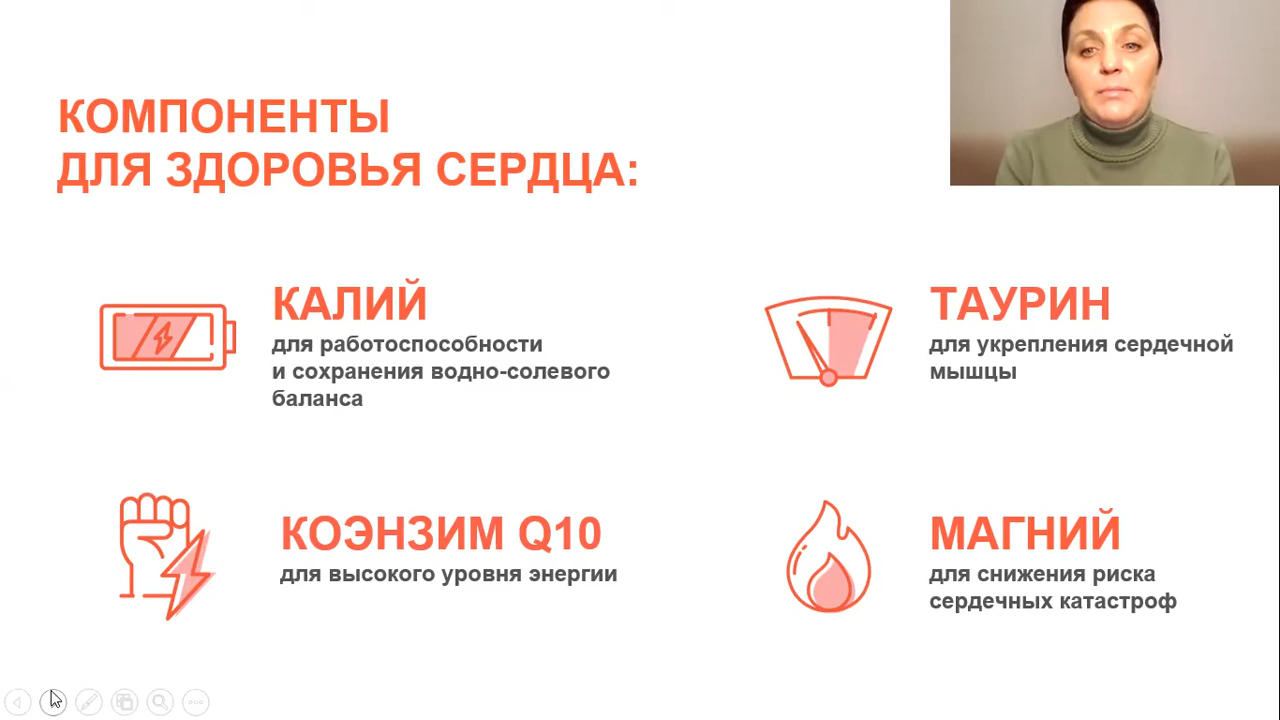 КОМПОНЕНТЫ
ДЛЯ ЗДОРОВЬЯ СЕРДЦА:
КАЛИЙ
для работоспособности
и сохранения водно-солевого
баланса
ТАУРИН
для укрепления сердечной
мышцы
КОЭНЗИМ Q10
для высокого уровня энергии
МАГНИЙ
для снижения риска
сердечных катастроф